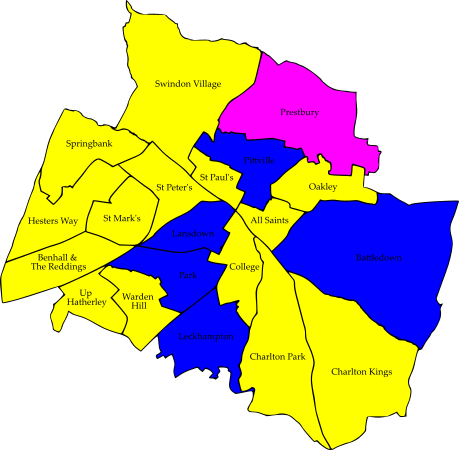 Swindon Village
Prestbury
Springbank
Pittville
St Paul's
St Peter's
Oakley
Hesters Way
St Mark's
All Saints
Lansdown
Benhall &
The Reddings
Battledown
Park
College
Up
Hatherley
Warden
Hill
Leckhampton
Charlton Park
Charlton Kings